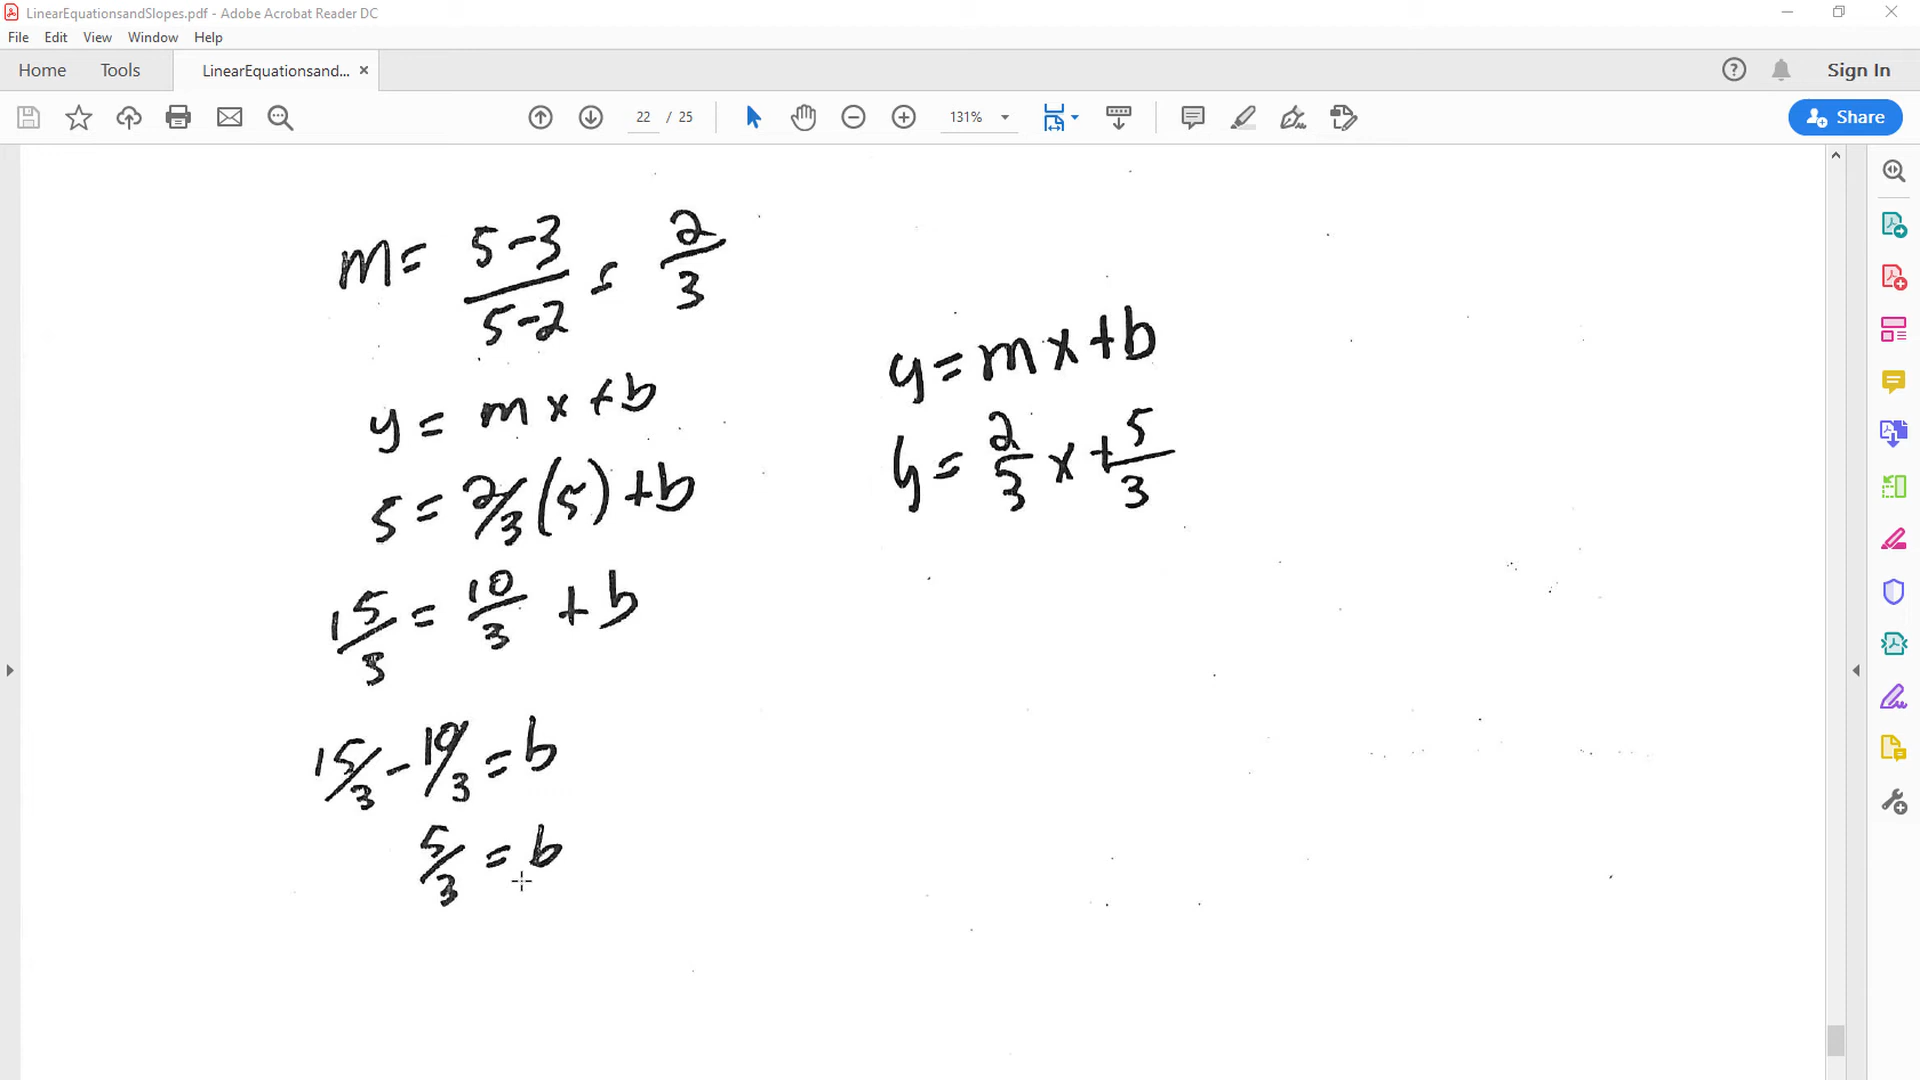 LinearEquationsandSlopes.pdf - Adobe Acrobat Reader DC
File Edit View Window Help
Home Tools LinearEquationsand... × Sign In
22 / 25 131% Share
m = 5-3/5-2 = 2/3
y = mx + b
5 = 2/3 (5) + b
15/3 = 10/3 + b
15/3 - 10/3 = b
5/3 = b
y = mx + b
y = 2/3 x + 5/3